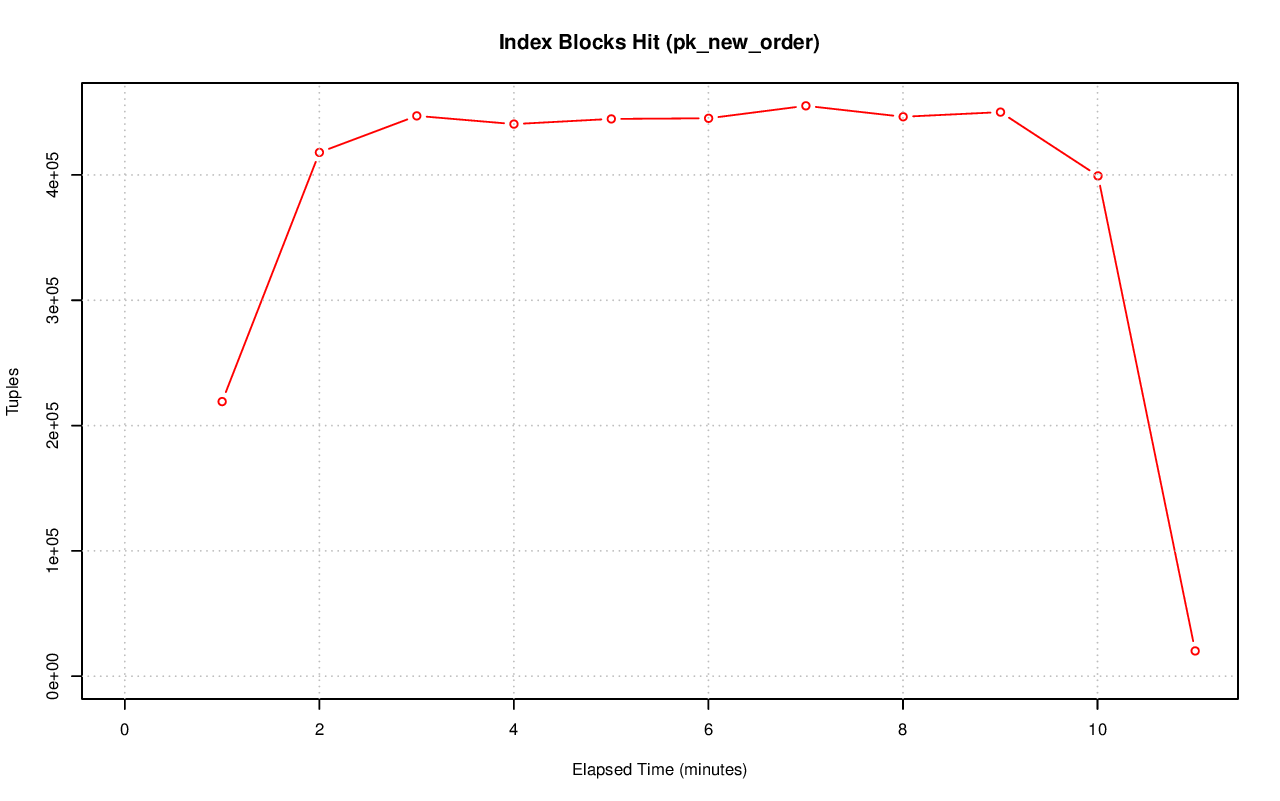 Index Blocks Hit (pk_new_order)
Tuples
4e+05
3e+05
2e+05
1e+05
0e+00
0 2 4 6 8 10
Elapsed Time (minutes)